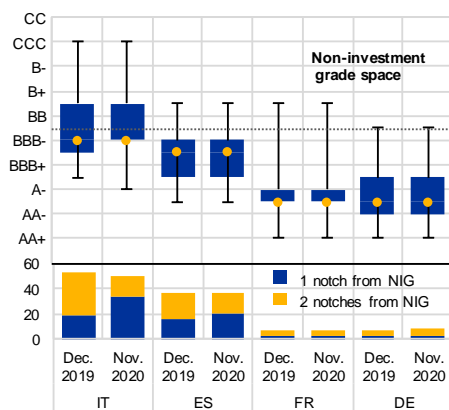 CC
CCC
B-
Non-investment
grade space
B+
BB
BBB-
BBB+
A-
AA-
AA+
60
1 notch from NIG
40
2 notches from NIG
20
0
Dec. Nov. Dec. Nov. Dec. Nov. Dec. Nov.
2019 2020 2019 2020 2019 2020 2019 2020
IT ES FR DE